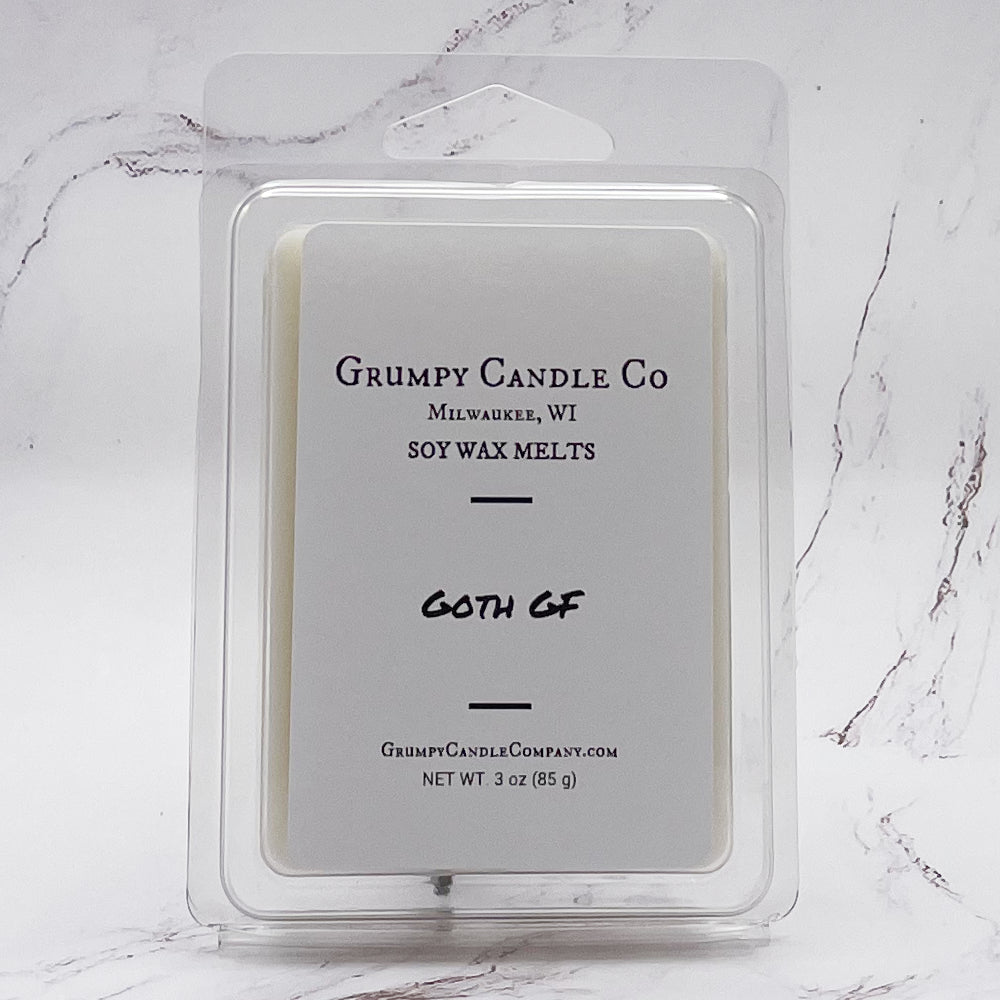 Grumpy Candle Co
Milwaukee, WI
SOY WAX MELTS
GOTH GF
GrumpyCandleCompany.com
NET WT. 3 oz (85 g)